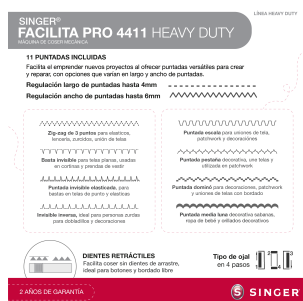 LÍNEA HEAVY DUTY
SINGER®
FACILITA PRO 4411 HEAVY DUTY
MÁQUINA DE COSER MECÁNICA
11 PUNTADAS INCLUIDAS
Facilita el emprender nuevos proyectos al ofrecer puntadas versátiles para crear
y reparar, con opciones que varían en largo y ancho de puntadas.
Regulación largo de puntadas hasta 4mm
Regulación ancho de puntadas hasta 6mm
Zig-zag de 3 puntos para elásticos,
lencería, zurcidos, unión de telas
Basta invisible para telas planas, usadas
en cortinas y prendas de vestir
Puntada invisible elasticada, para
bastas en telas de punto y elásticas
Invisible inversa, ideal para personas zurdas
para dobladillos y decoraciones
Puntada escala para uniones de tela,
patchwork y decoraciones
Puntada pestaña decorativa, une telas y
utilizada en patchwork.
Puntada dominó para decoraciones, patchwork
y uniones de telas con bordado
Puntada media luna decorativa sabanas,
ropa de bebé y orillados decorativos
DIENTES RETRÁCTILES
Facilita coser sin dientes de arrastre,
ideal para botones y bordado libre
Tipo de ojal
en 4 pasos
2 AÑOS DE GARANTÍA
SINGER®